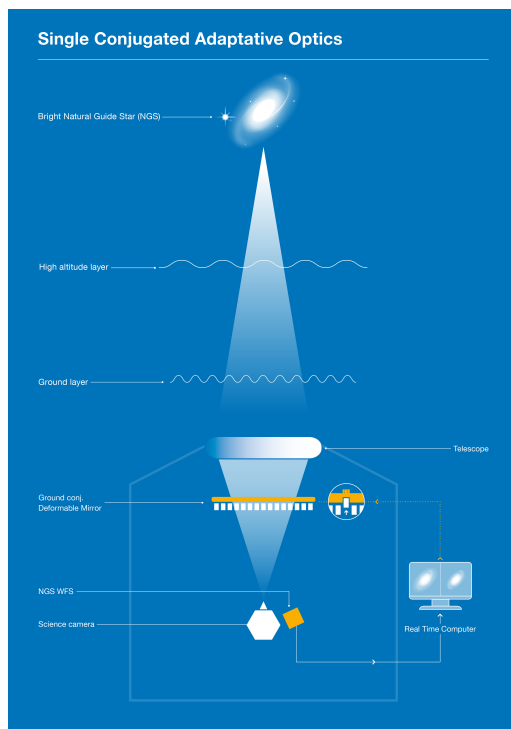 Single Conjugated Adaptative Optics
Bright Natural Guide Star (NGS)
High altitude layer
Ground layer
Telescope
Ground conj.
Deformable Mirror
NGS WFS
Science camera
Real Time Computer